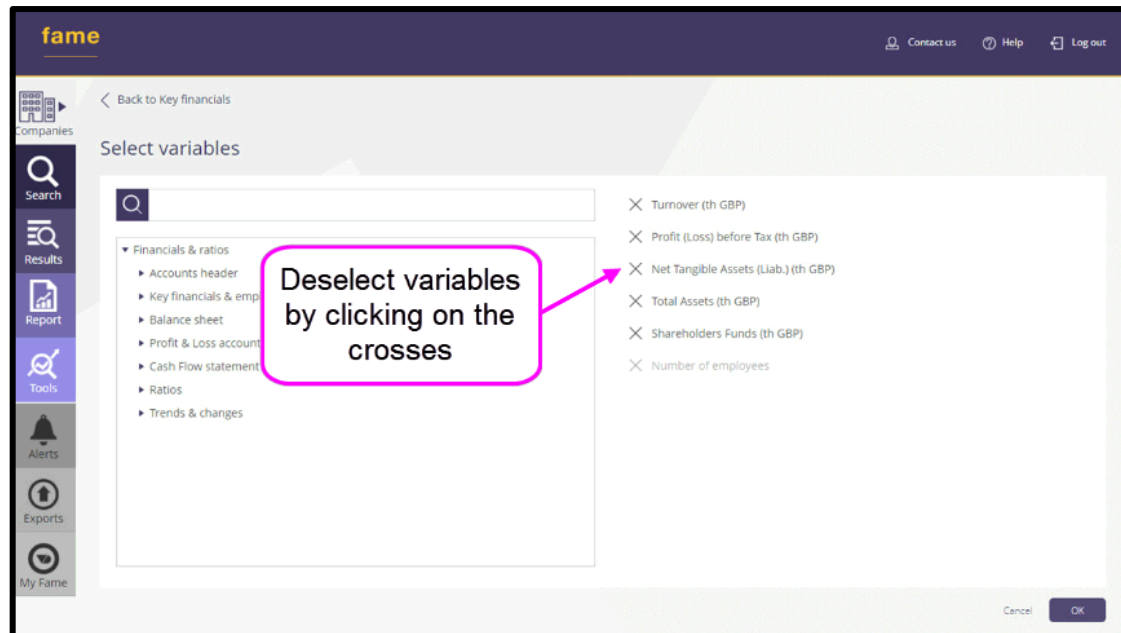 fame
Contact us
Help
Log out
Companies
Search
Results
Report
Tools
Alerts
Exports
My Fame
Back to Key financials
Select variables
Financials & ratios
Accounts header
Key financials & emp
Balance sheet
Profit & Loss account
Cash Flow statement
Ratios
Trends & changes
Deselect variables
by clicking on the
crosses
Turnover (th GBP)
Profit (Loss) before Tax (th GBP)
Net Tangible Assets (Liab.) (th GBP)
Total Assets (th GBP)
Shareholders Funds (th GBP)
Number of employees
Cancel
OK